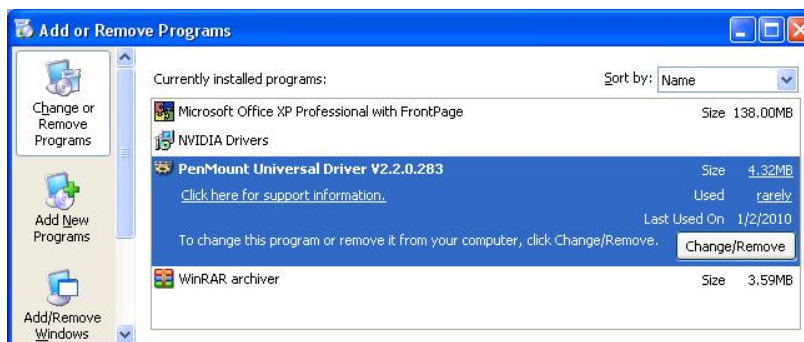 Add or Remove Programs
Change or
Remove
Programs
Add New
Programs
Add/Remove
Windows
Currently installed programs:
Sort by: Name
Microsoft Office XP Professional with FrontPage Size 138.00MB
NVIDIA Drivers
PenMount Universal Driver V2.2.0.283 Size 4.32MB
Click here for support information. Used rarely
Last Used On 1/2/2010
To change this program or remove it from your computer, click Change/Remove. Change/Remove
WinRAR archiver Size 3.59MB